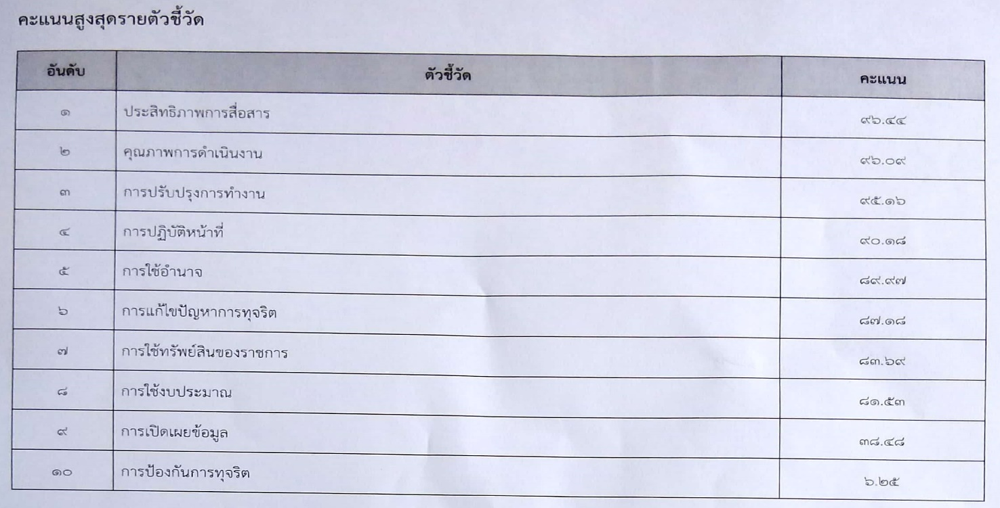 คะแนนสูงสุดรายตัวชี้วัด
อันดับ ตัวชี้วัด คะแนน
๑ ประสิทธิภาพการสื่อสาร ๙๖.๔๔
๒ คุณภาพการดำเนินงาน ๙๖.๐๙
๓ การปรับปรุงการทำงาน ๙๕.๑๖
๔ การปฏิบัติหน้าที่ ๙๐.๑๘
๕ การใช้อำนาจ ๘๙.๙๗
๖ การแก้ไขปัญหาการทุจริต ๘๗.๑๘
๗ การใช้ทรัพย์สินของราชการ ๘๓.๖๙
๘ การใช้งบประมาณ ๘๑.๕๓
๙ การเปิดเผยข้อมูล ๓๘.๔๘
๑๐ การป้องกันการทุจริต ๖.๒๕